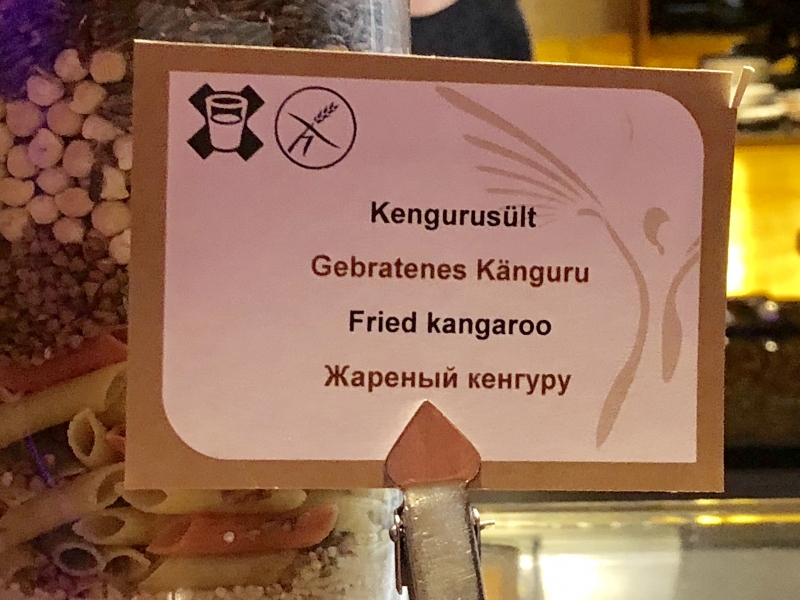 Kengurusült
Gebratenes Känguru
Fried kangaroo
Жареный кенгуру